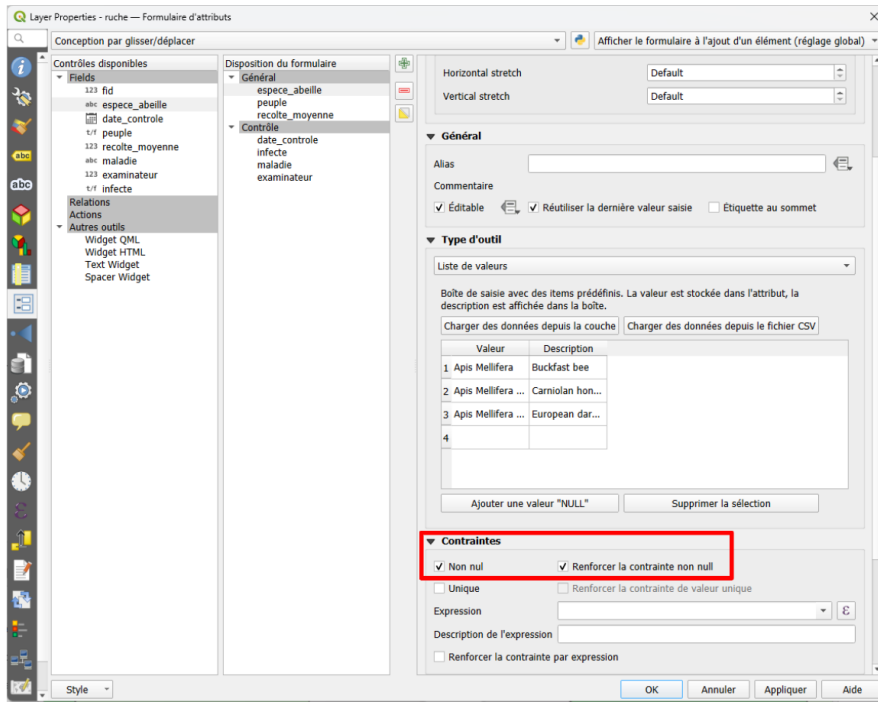 Layer Properties - ruche — Formulaire d'attributs
Conception par glisser/déplacer
Afficher le formulaire à l'ajout d'un élément (réglage global)
Contrôles disponibles
Fields
123 fid
abc espece_abeille
date_controle
t/f peuple
123 recolte_moyenne
abc maladie
123 examinateur
t/f infecte
Relations
Actions
Autres outils
Widget QML
Widget HTML
Text Widget
Spacer Widget
Disposition du formulaire
Général
espece_abeille
peuple
recolte_moyenne
Contrôle
date_controle
infecte
maladie
examinateur
Horizontal stretch Default
Vertical stretch Default
Général
Alias
Commentaire
Éditable Réutiliser la dernière valeur saisie Étiquette au sommet
Type d'outil
Liste de valeurs
Boîte de saisie avec des items prédéfinis. La valeur est stockée dans l'attribut, la
description est affichée dans la boîte.
Charger des données depuis la couche Charger des données depuis le fichier CSV
Valeur Description
1 Apis Mellifera Buckfast bee
2 Apis Mellifera ... Carniolan hon...
3 Apis Mellifera ... European dar...
4
Ajouter une valeur "NULL" Supprimer la sélection
Contraintes
Non nul Renforcer la contrainte non null
Unique Renforcer la contrainte de valeur unique
Expression ε
Description de l'expression
Renforcer la contrainte par expression
Style OK Annuler Appliquer Aide
abc
abc